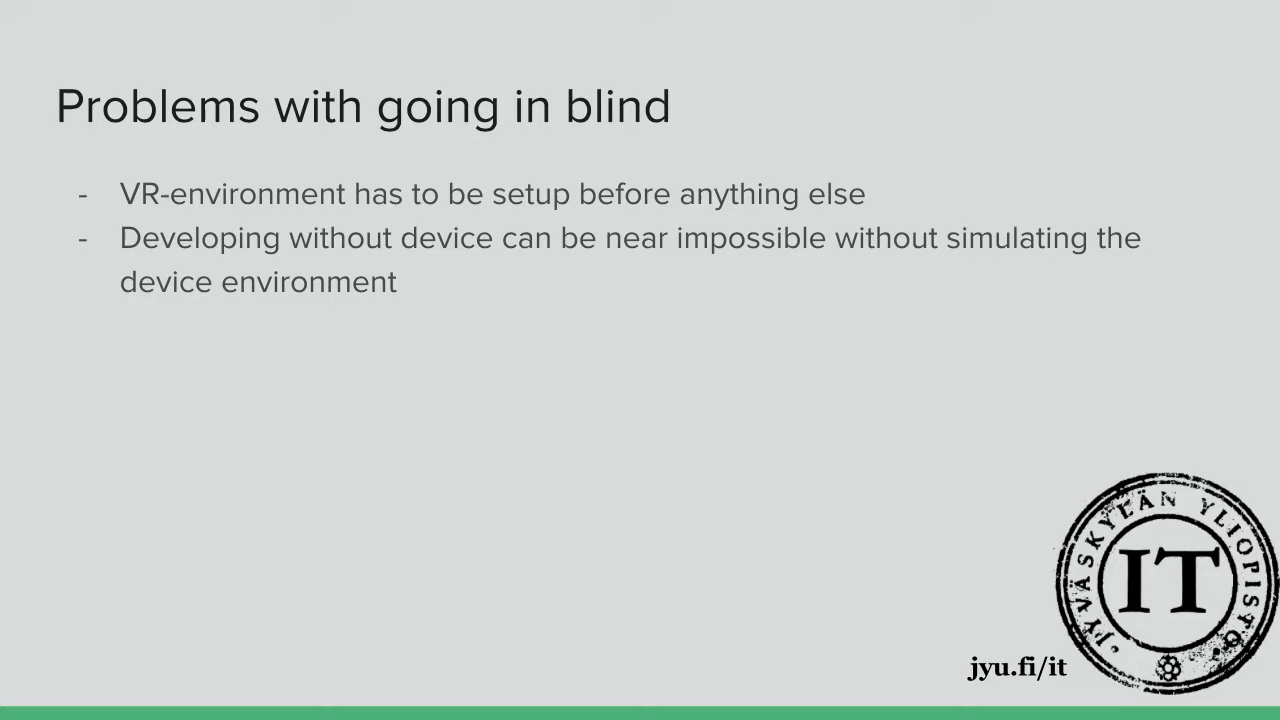 Problems with going in blind
- VR-environment has to be setup before anything else
- Developing without device can be near impossible without simulating the
device environment
JYVÄSKYLÄN YLIOPISTO
IT
jyu.fi/it